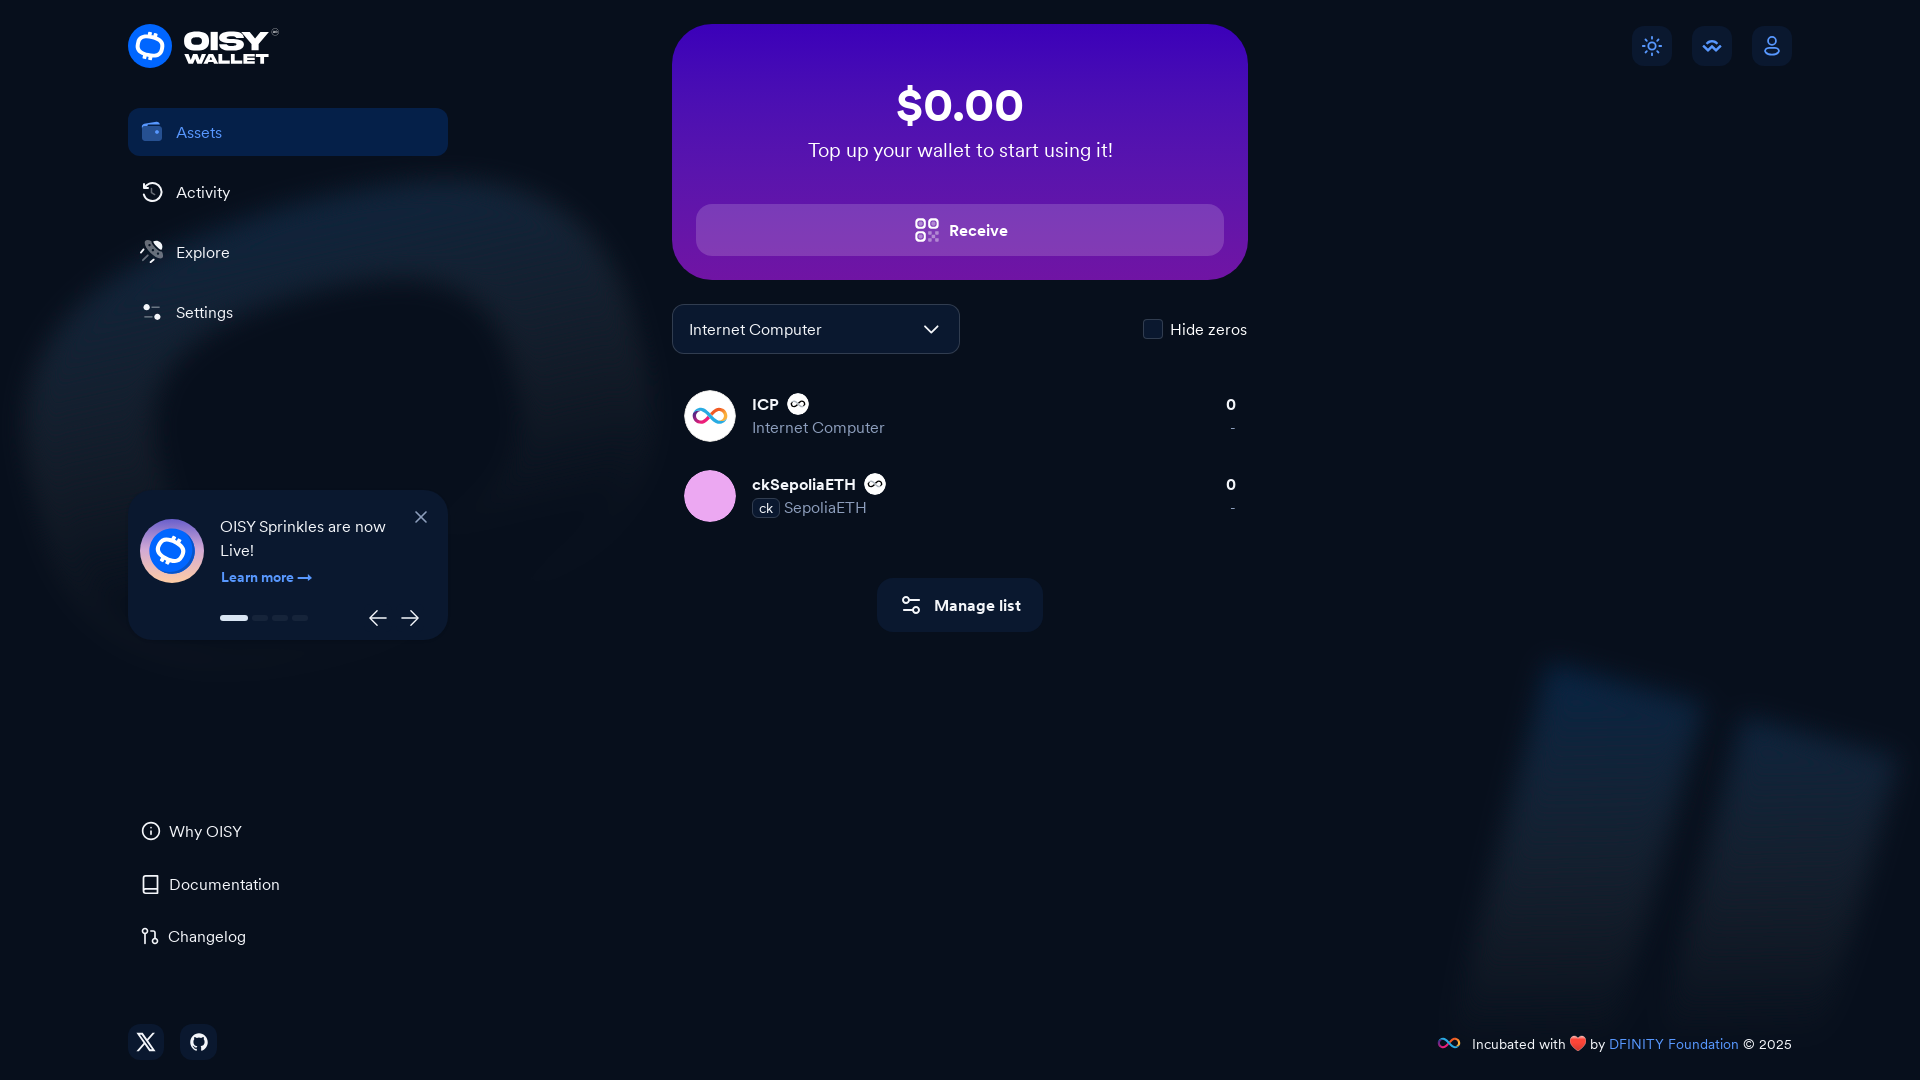 OISY
WALLET
Assets
Activity
Explore
Settings
OISY Sprinkles are now
Live!
Learn more →
Why OISY
Documentation
Changelog
$0.00
Top up your wallet to start using it!
Receive
Internet Computer
Hide zeros
ICP
0
Internet Computer
-
ckSepoliaETH
0
ck SepoliaETH
-
Manage list
Incubated with ❤️ by DFINITY Foundation © 2025